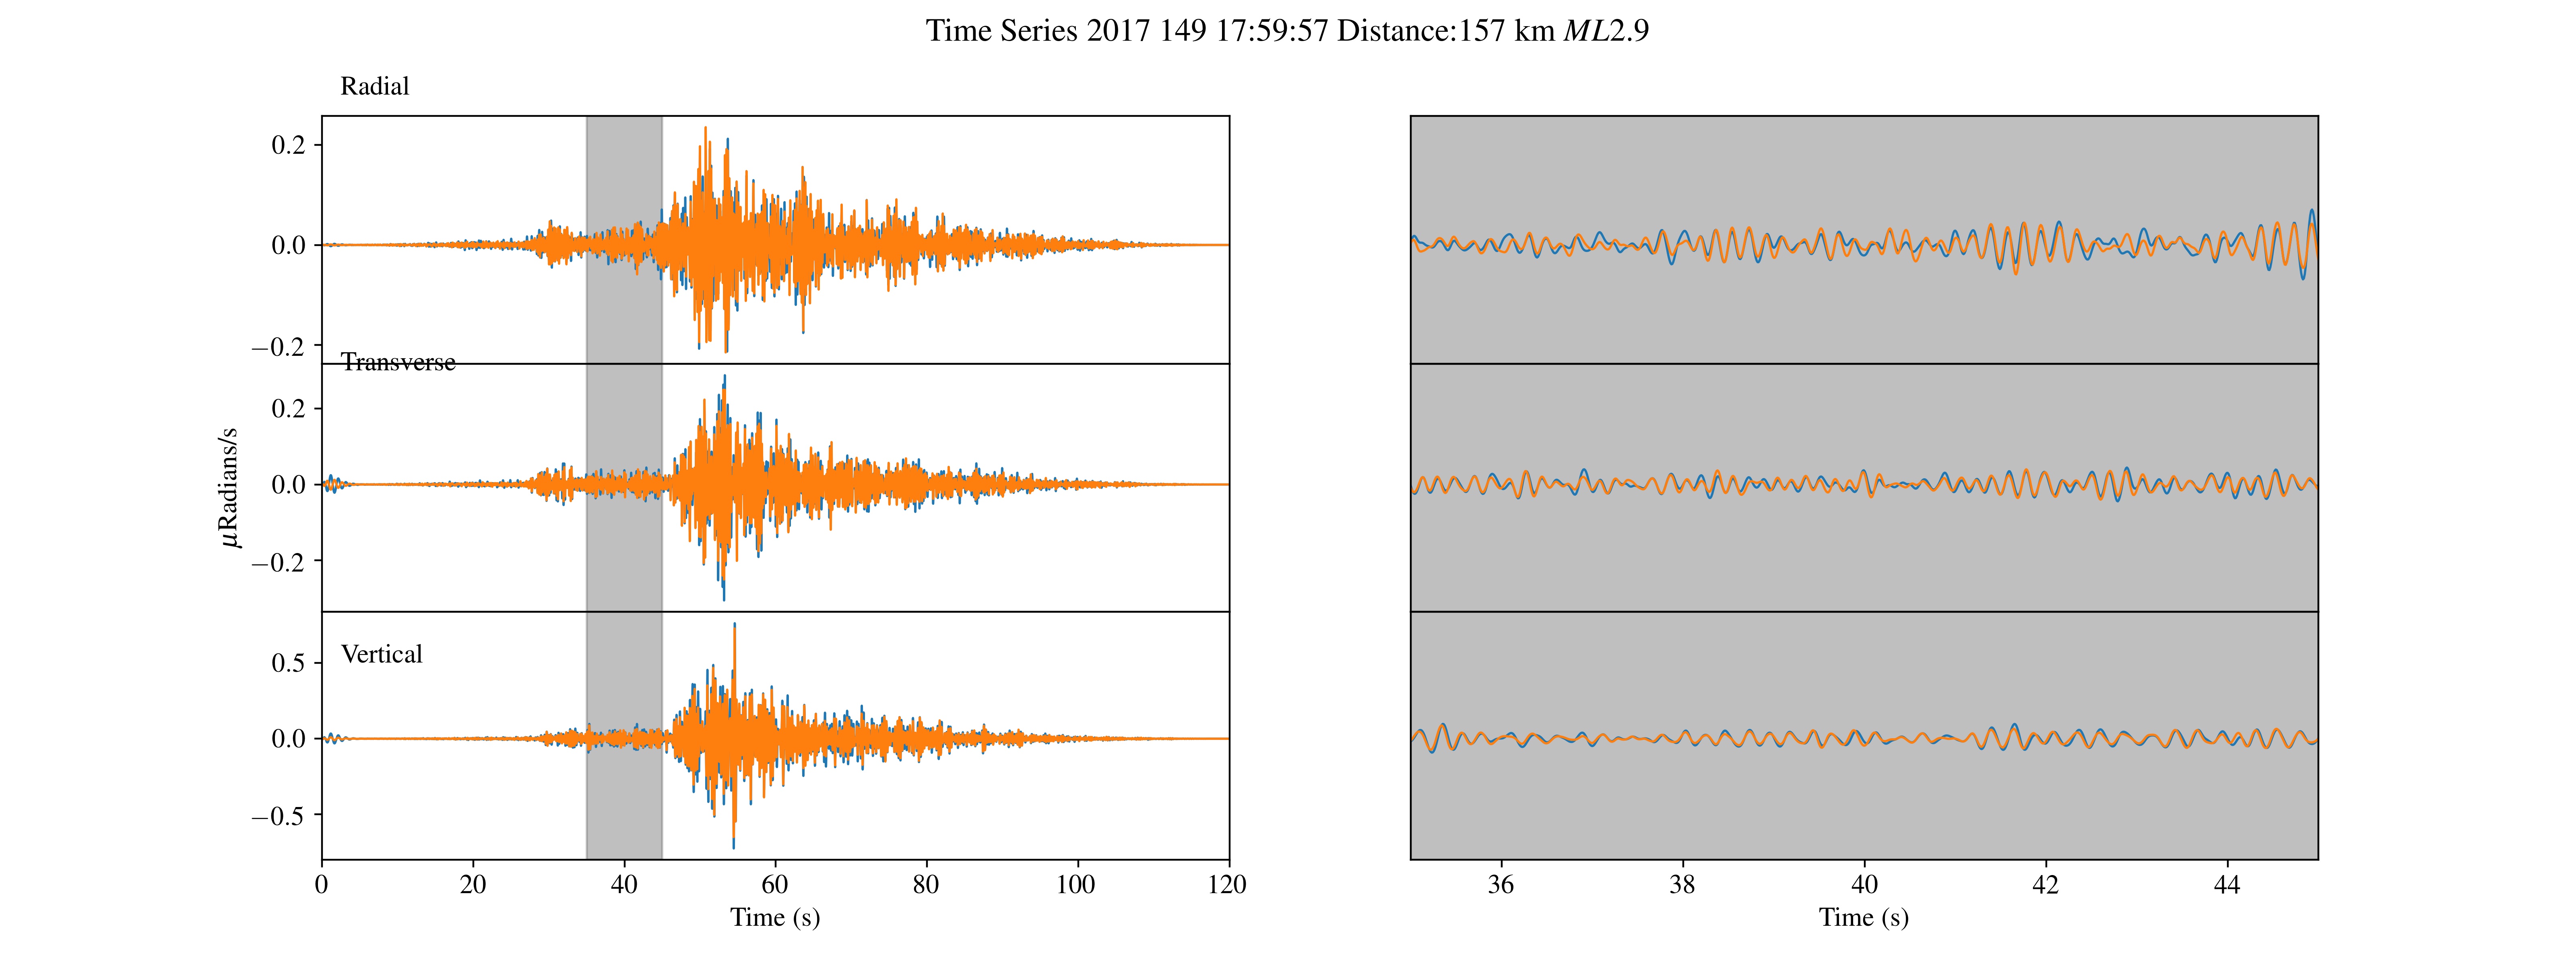 Time Series 2017 149 17:59:57 Distance:157 km ML2.9
Radial
0.2
0.0
−0.2
Transverse
0.2
0.0
−0.2
µRadians/s
Vertical
0.5
0.0
−0.5
0 20 40 60 80 100 120
Time (s)
36 38 40 42 44
Time (s)